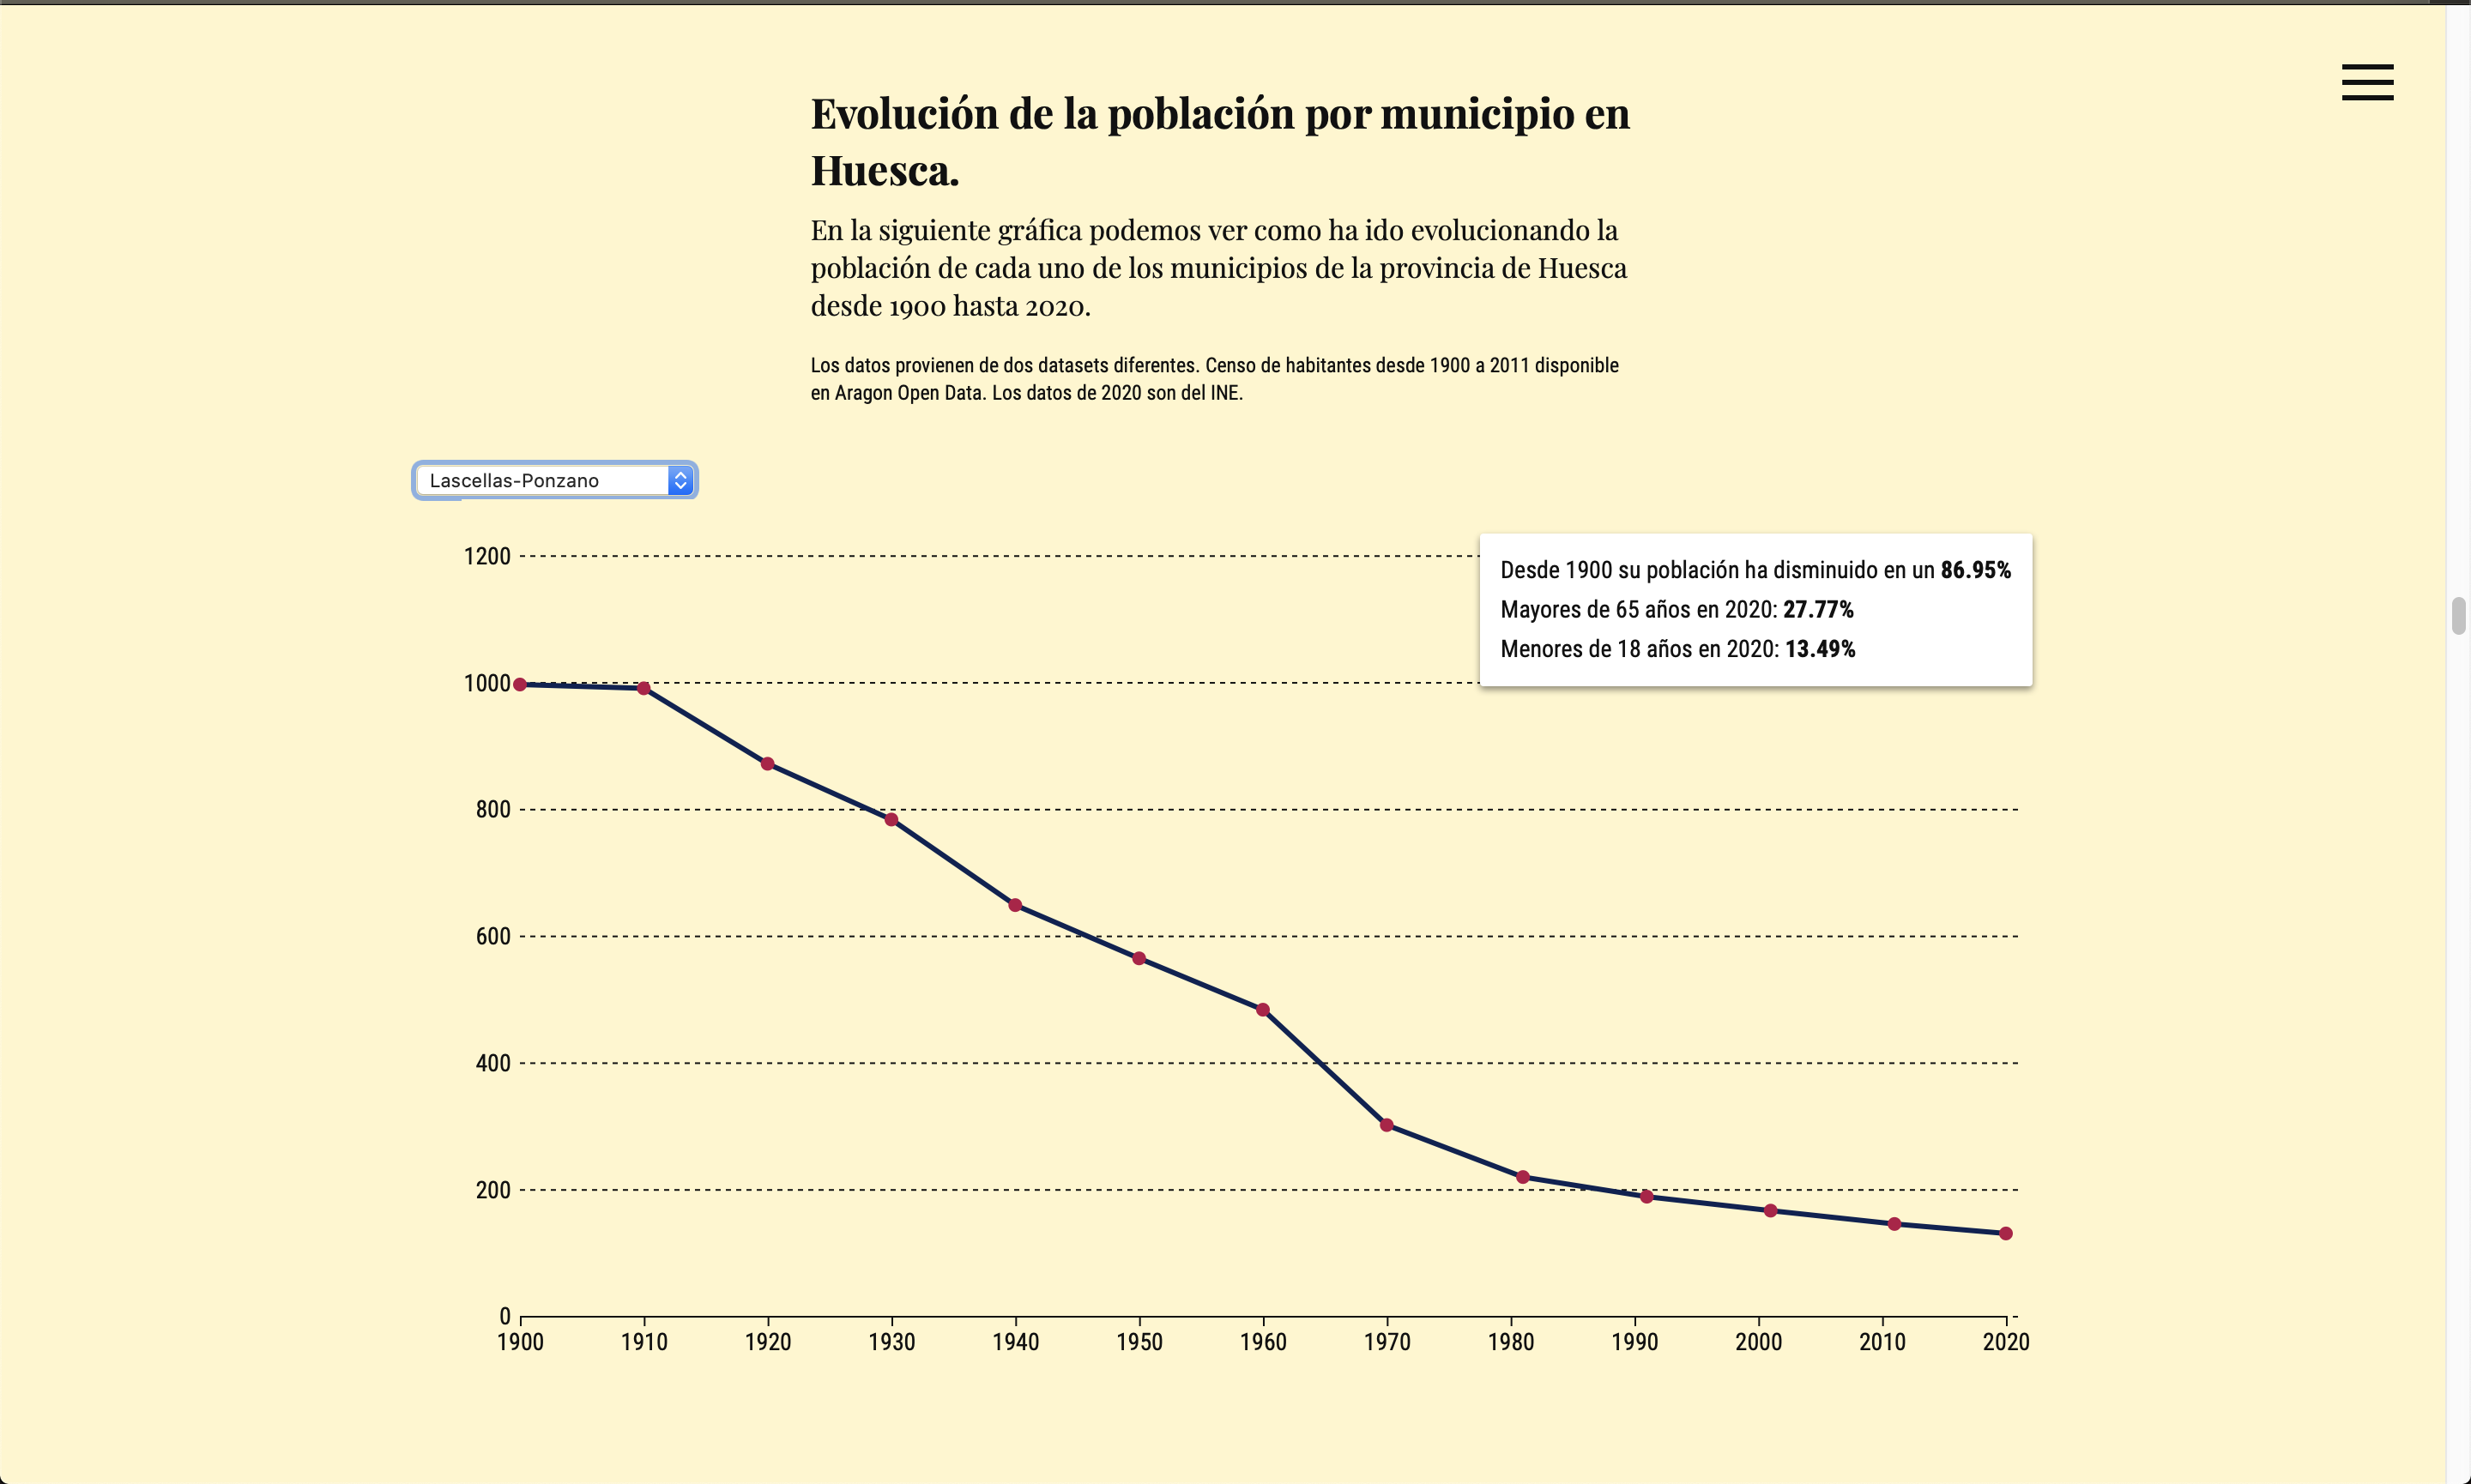 Evolución de la población por municipio en
Huesca.
En la siguiente gráfica podemos ver como ha ido evolucionando la
población de cada uno de los municipios de la provincia de Huesca
desde 1900 hasta 2020.
Los datos provienen de dos datasets diferentes. Censo de habitantes desde 1900 a 2011 disponible
en Aragon Open Data. Los datos de 2020 son del INE.
Lascellas-Ponzano
Desde 1900 su población ha disminuido en un 86.95%
Mayores de 65 años en 2020: 27.77%
Menores de 18 años en 2020: 13.49%
1200
1000
800
600
400
200
0
1900 1910 1920 1930 1940 1950 1960 1970 1980 1990 2000 2010 2020